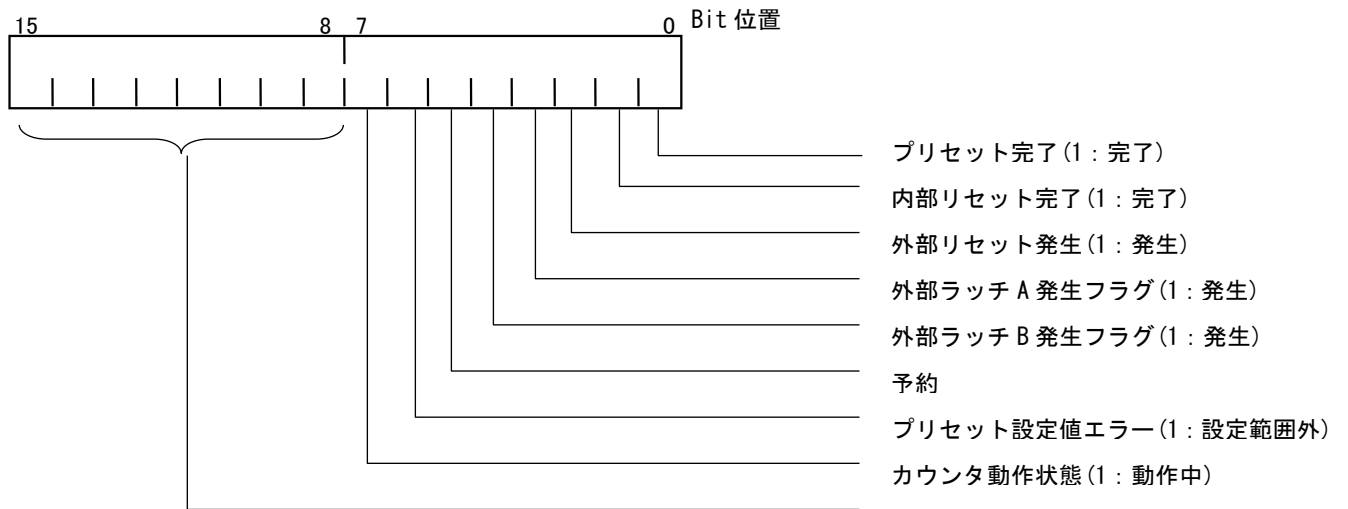 15 8 7 0 Bit 位置
プリセット完了(1：完了)
内部リセット完了(1：完了)
外部リセット発生(1：発生)
外部ラッチ A 発生フラグ(1：発生)
外部ラッチ B 発生フラグ(1：発生)
予約
プリセット設定値エラー(1：設定範囲外)
カウンタ動作状態(1：動作中)